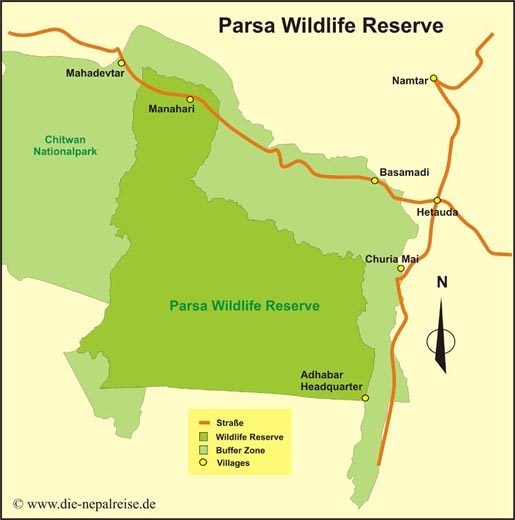 Parsa Wildlife Reserve
Mahadevtar
Namtar
Manahari
Chitwan
Nationalpark
Basamadi
Hetauda
Churia Mai
N
Parsa Wildlife Reserve
Adhabar
Headquarter
Straße
Wildlife Reserve
Buffer Zone
Villages
© www.die-nepalreise.de